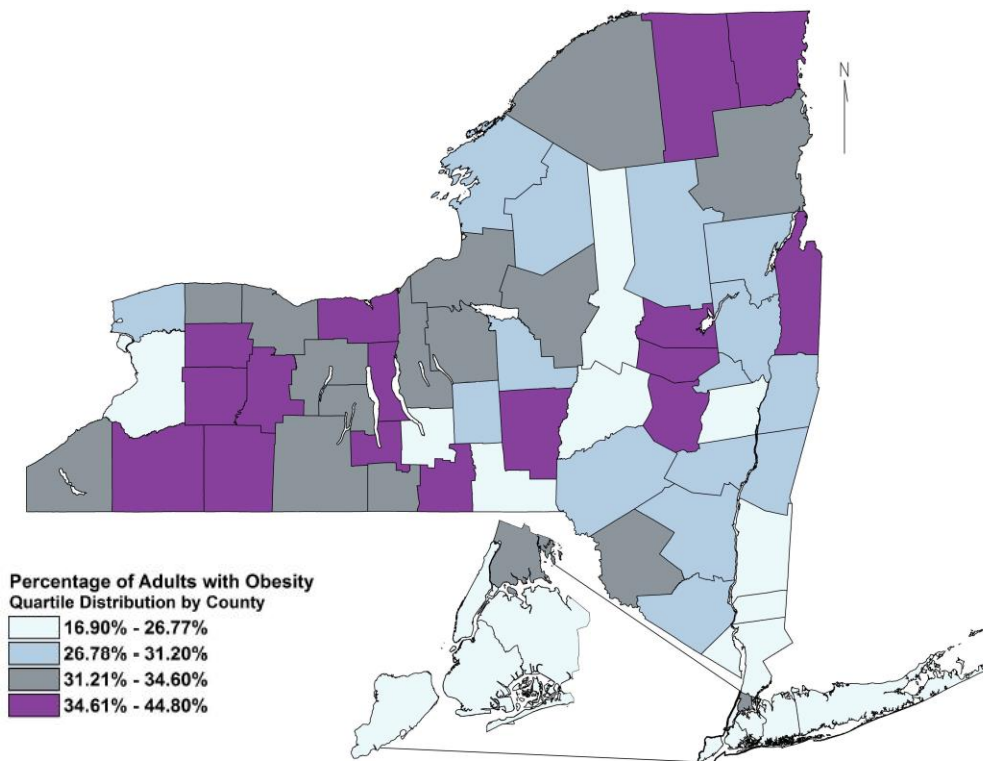 N
Percentage of Adults with Obesity
Quartile Distribution by County
16.90% - 26.77%
26.78% - 31.20%
31.21% - 34.60%
34.61% - 44.80%